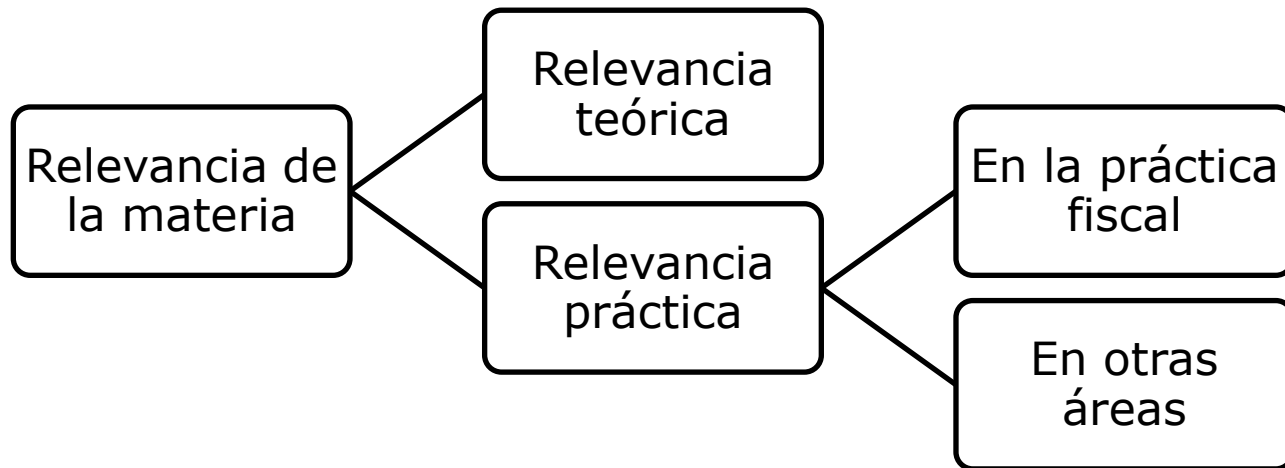 Relevancia de
la materia
Relevancia
teórica
Relevancia
práctica
En la práctica
fiscal
En otras
áreas